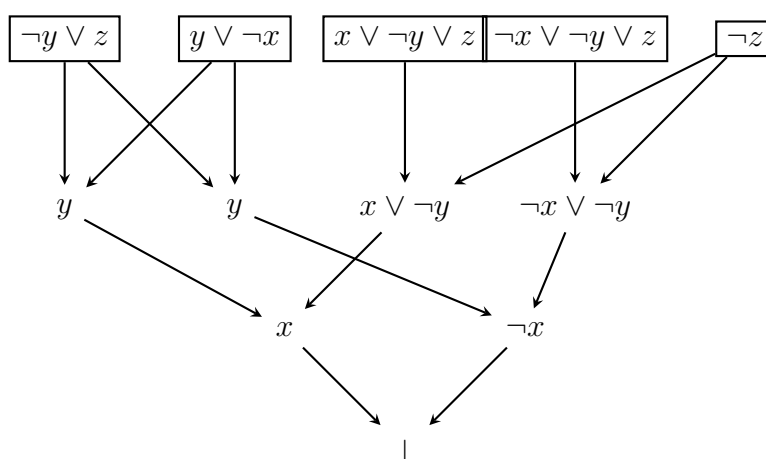 ¬y ∨ z y ∨ ¬x x ∨ ¬y ∨ z ¬x ∨ ¬y ∨ z ¬z
y y x ∨ ¬y ¬x ∨ ¬y
x ¬x